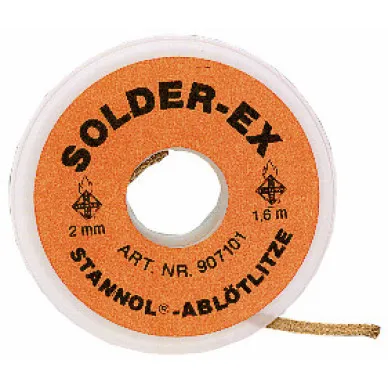 SOLDER-EX
2 mm
1,6 m
ART. NR. 907101
STANNOL®-ABLÖTLITZE